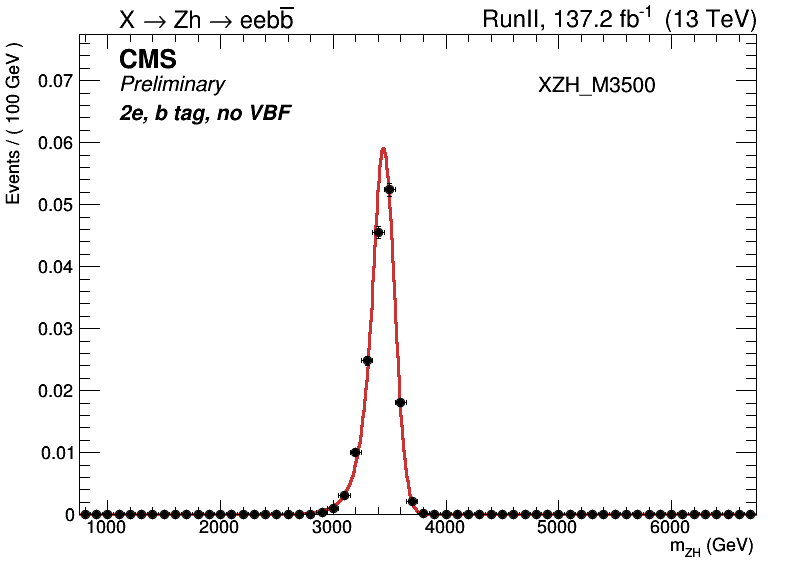 X → Zh → eebb̅
RunII, 137.2 fb⁻¹ (13 TeV)
CMS
Preliminary
2e, b tag, no VBF
XZH_M3500
Events / ( 100 GeV )
0.07
0.06
0.05
0.04
0.03
0.02
0.01
0
1000 2000 3000 4000 5000 6000
m_ZH (GeV)